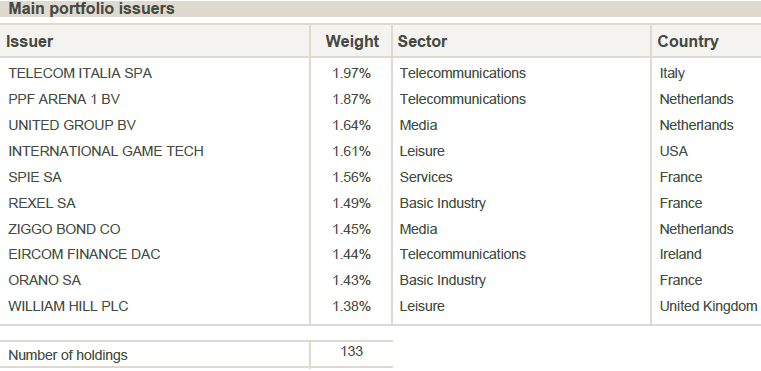 Main portfolio issuers
Issuer Weight Sector Country
TELECOM ITALIA SPA 1.97% Telecommunications Italy
PPF ARENA 1 BV 1.87% Telecommunications Netherlands
UNITED GROUP BV 1.64% Media Netherlands
INTERNATIONAL GAME TECH 1.61% Leisure USA
SPIE SA 1.56% Services France
REXEL SA 1.49% Basic Industry France
ZIGGO BOND CO 1.45% Media Netherlands
EIRCOM FINANCE DAC 1.44% Telecommunications Ireland
ORANO SA 1.43% Basic Industry France
WILLIAM HILL PLC 1.38% Leisure United Kingdom
Number of holdings 133